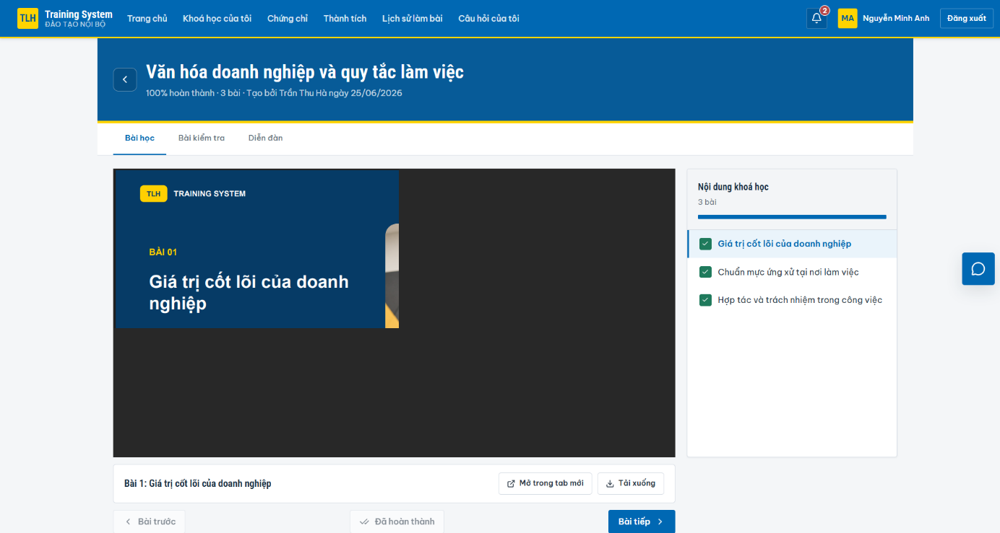 TLH
Training System
ĐÀO TẠO NỘI BỘ
Trang chủ
Khoá học của tôi
Chứng chỉ
Thành tích
Lịch sử làm bài
Câu hỏi của tôi
2
MA
Nguyễn Minh Anh
Đăng xuất
Văn hóa doanh nghiệp và quy tắc làm việc
100% hoàn thành · 3 bài · Tạo bởi Trần Thu Hà ngày 25/06/2026
Bài học
Bài kiểm tra
Diễn đàn
TLH
TRAINING SYSTEM
BÀI 01
Giá trị cốt lõi của doanh
nghiệp
Nội dung khoá học
3 bài
Giá trị cốt lõi của doanh nghiệp
Chuẩn mực ứng xử tại nơi làm việc
Hợp tác và trách nhiệm trong công việc
Bài 1: Giá trị cốt lõi của doanh nghiệp
Mở trong tab mới
Tải xuống
Bài trước
Đã hoàn thành
Bài tiếp